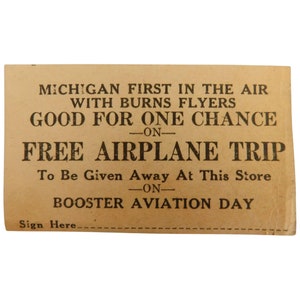 MICHIGAN FIRST IN THE AIR
WITH BURNS FLYERS
GOOD FOR ONE CHANCE
—ON—
FREE AIRPLANE TRIP
To Be Given Away At This Store
—ON—
BOOSTER AVIATION DAY
Sign Here